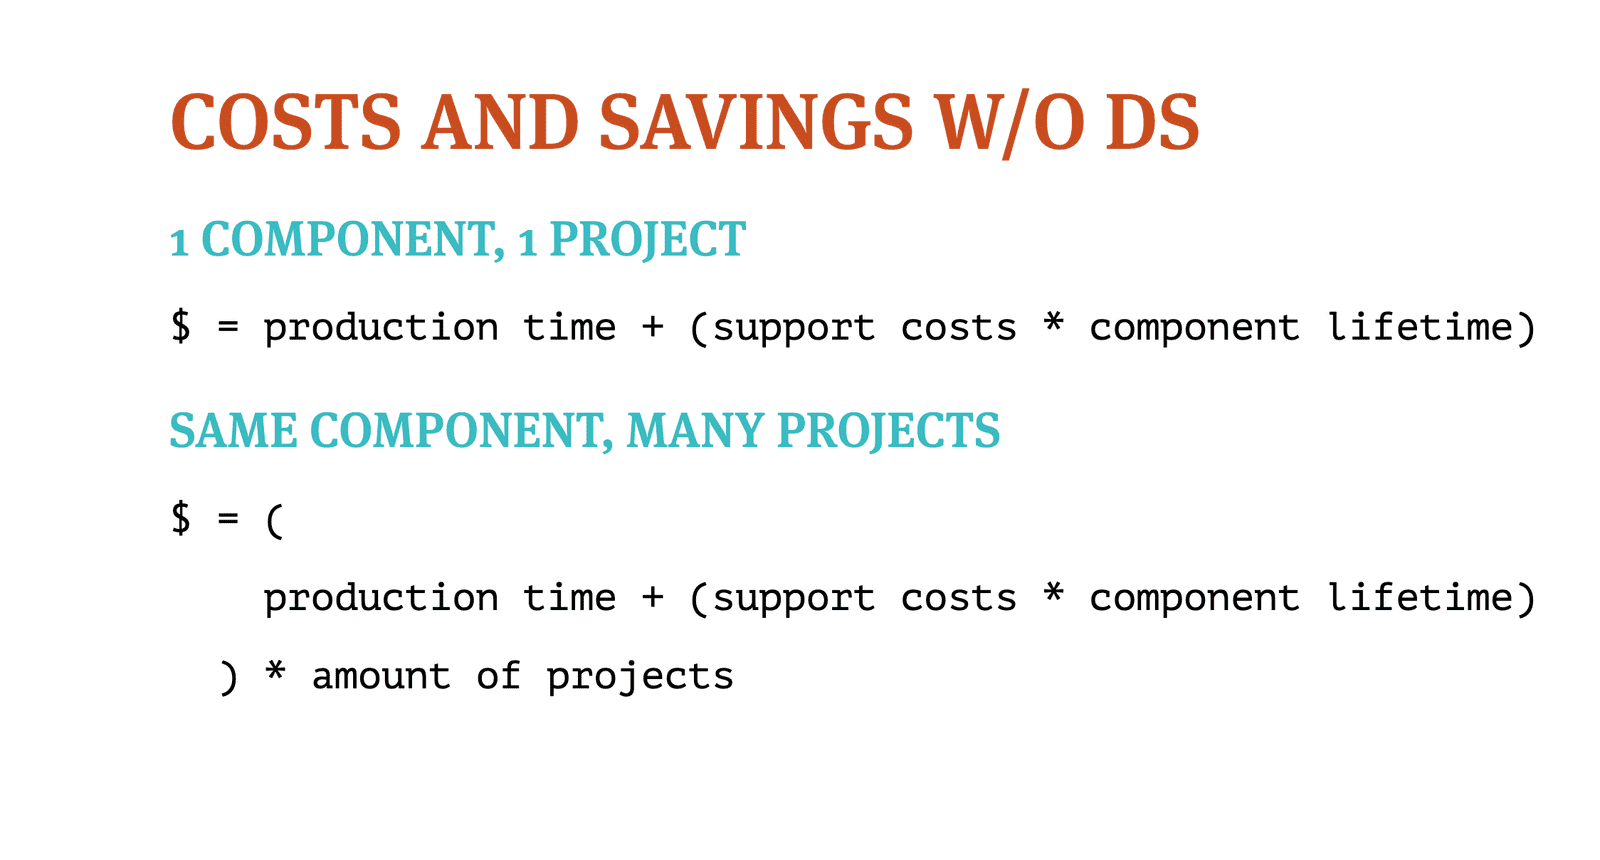 COSTS AND SAVINGS W/O DS
1 COMPONENT, 1 PROJECT
$ = production time + (support costs * component lifetime)
SAME COMPONENT, MANY PROJECTS
$ = (
production time + (support costs * component lifetime)
) * amount of projects